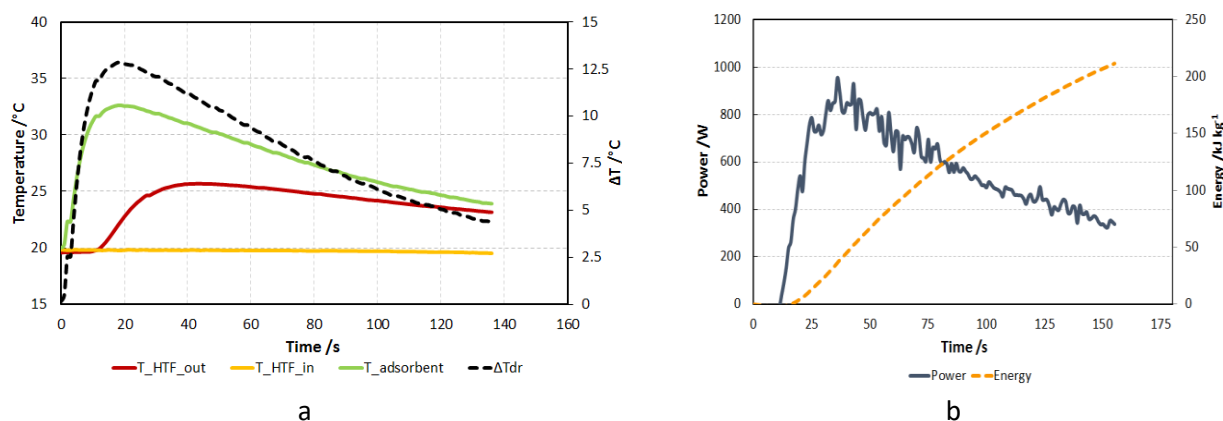 40
35
30
25
20
15
Temperature /°C
15
12.5
10
7.5
5
2.5
0
ΔT /°C
0 20 40 60 80 100 120 140 160
Time /s
T_HTF_out T_HTF_in T_adsorbent ΔTdr
a
1200
1000
800
600
400
200
0
Power /W
250
200
150
100
50
0
Energy /kJ kg⁻¹
0 25 50 75 100 125 150 175
Time /s
Power Energy
b